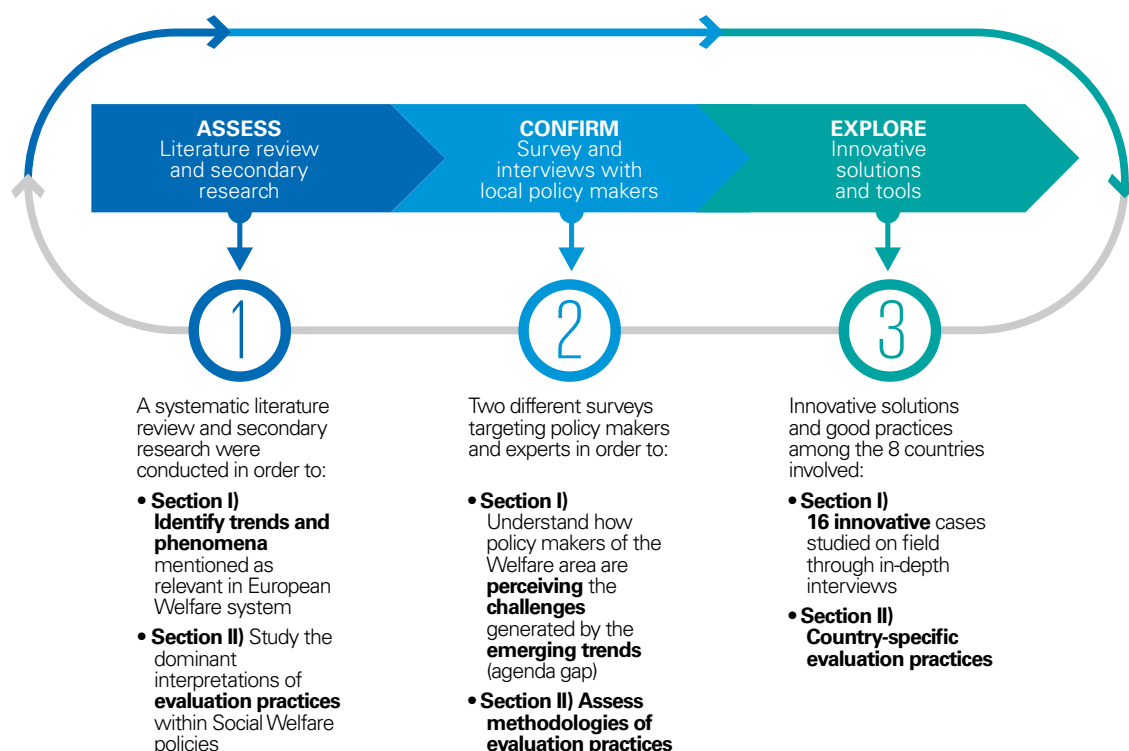 ASSESS
Literature review
and secondary
research
CONFIRM
Survey and
interviews with
local policy makers
EXPLORE
Innovative
solutions
and tools
1
2
3
A systematic literature
review and secondary
research were
conducted in order to:
• Section I)
Identify trends and
phenomena
mentioned as
relevant in European
Welfare system
• Section II) Study the
dominant
interpretations of
evaluation practices
within Social Welfare
policies
Two different surveys
targeting policy makers
and experts in order to:
• Section I)
Understand how
policy makers of the
Welfare area are
perceiving the
challenges
generated by the
emerging trends
(agenda gap)
• Section II) Assess
methodologies of
evaluation practices
Innovative solutions
and good practices
among the 8 countries
involved:
• Section I)
16 innovative cases
studied on field
through in-depth
interviews
• Section II)
Country-specific
evaluation practices